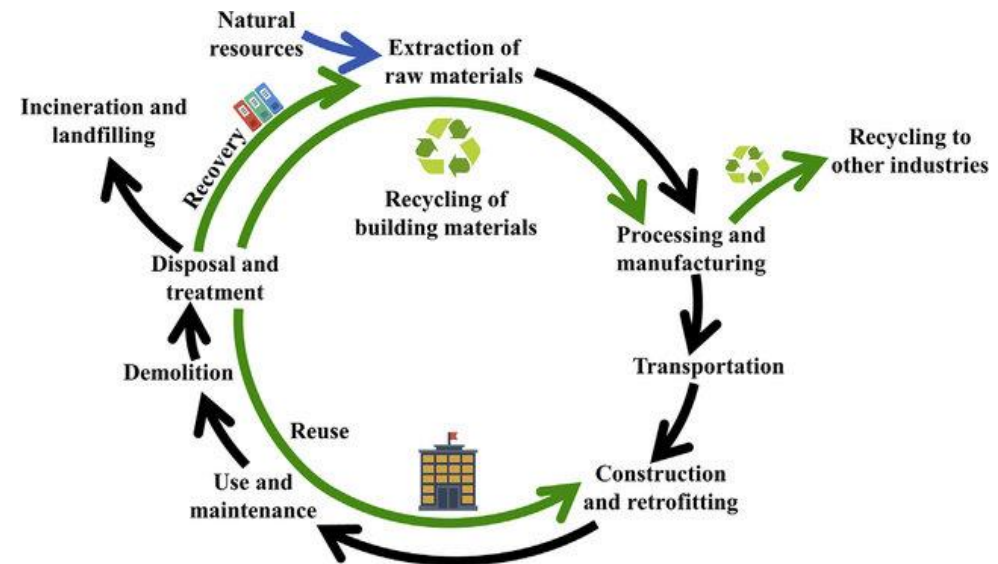 Natural
resources
Extraction of
raw materials
Incineration and
landfilling
Recovery
Recycling to
other industries
Recycling of
building materials
Processing and
manufacturing
Disposal and
treatment
Transportation
Demolition
Reuse
Construction
and retrofitting
Use and
maintenance